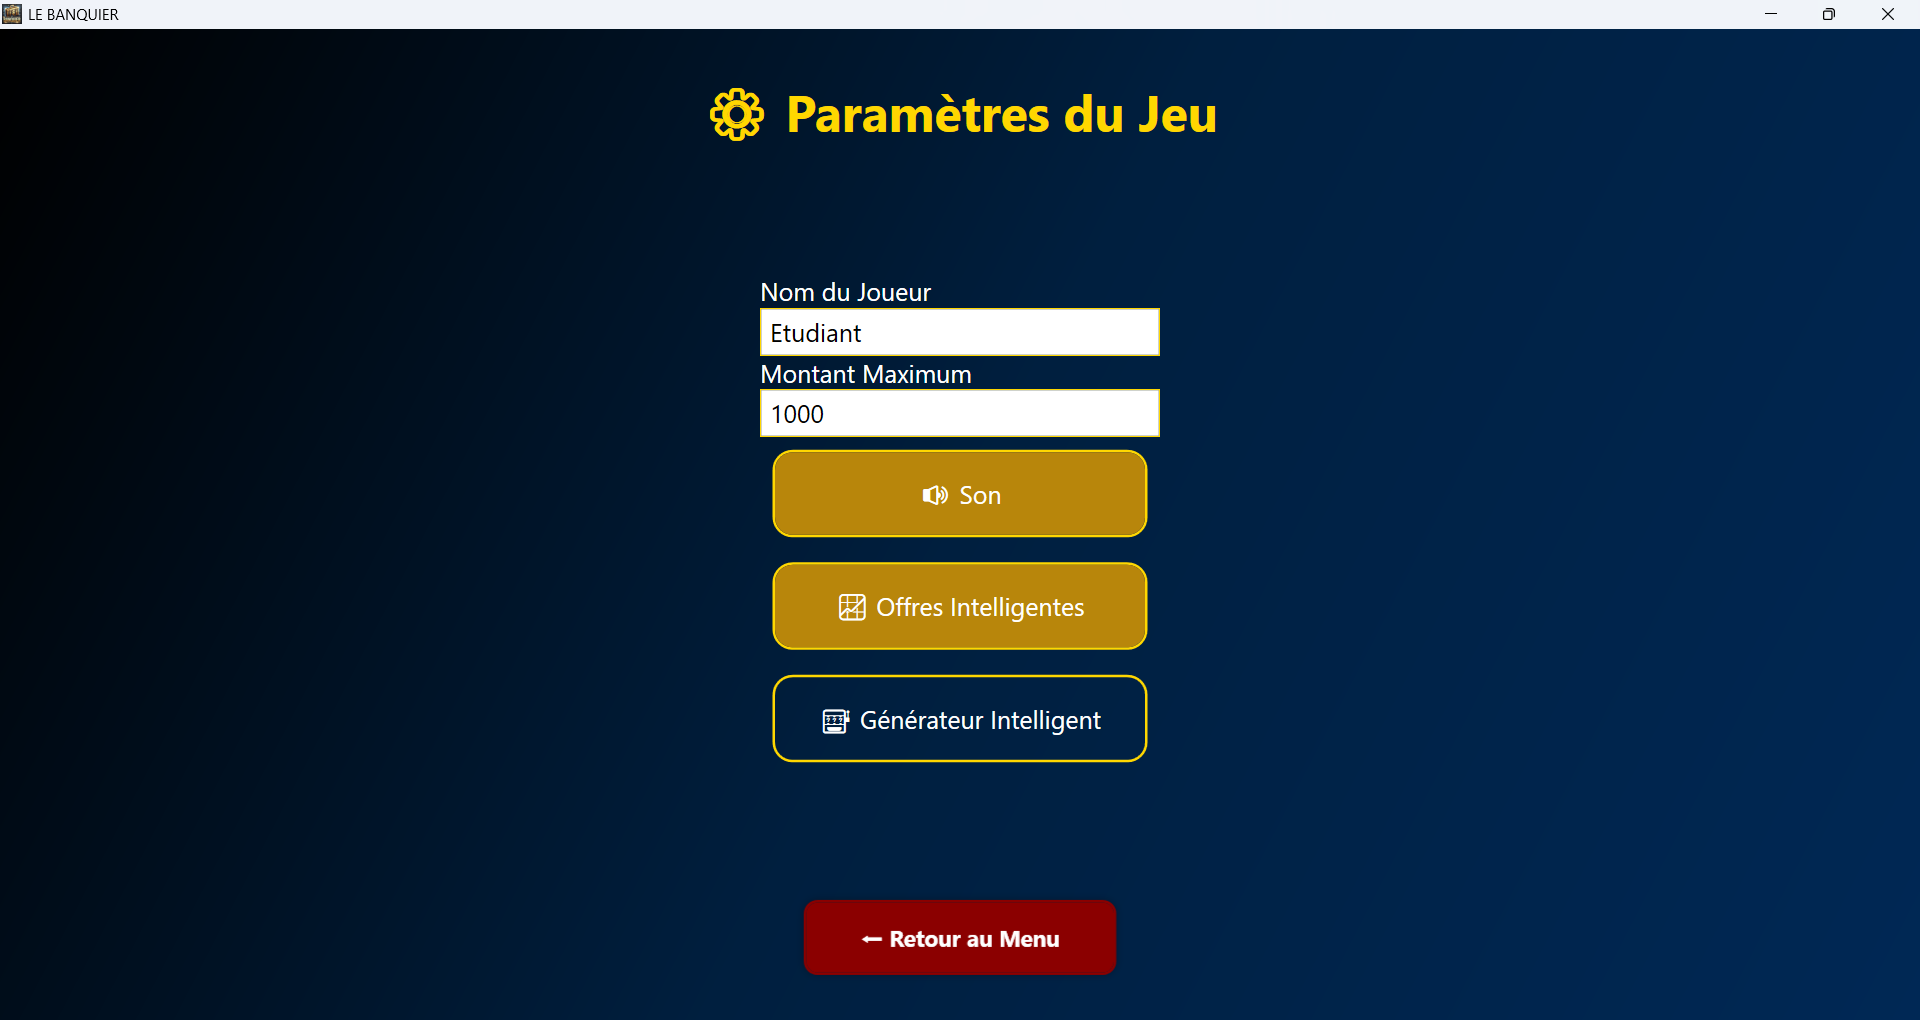 LE BANQUIER
Paramètres du Jeu
Nom du Joueur
Etudiant
Montant Maximum
1000
Son
Offres Intelligentes
Générateur Intelligent
← Retour au Menu